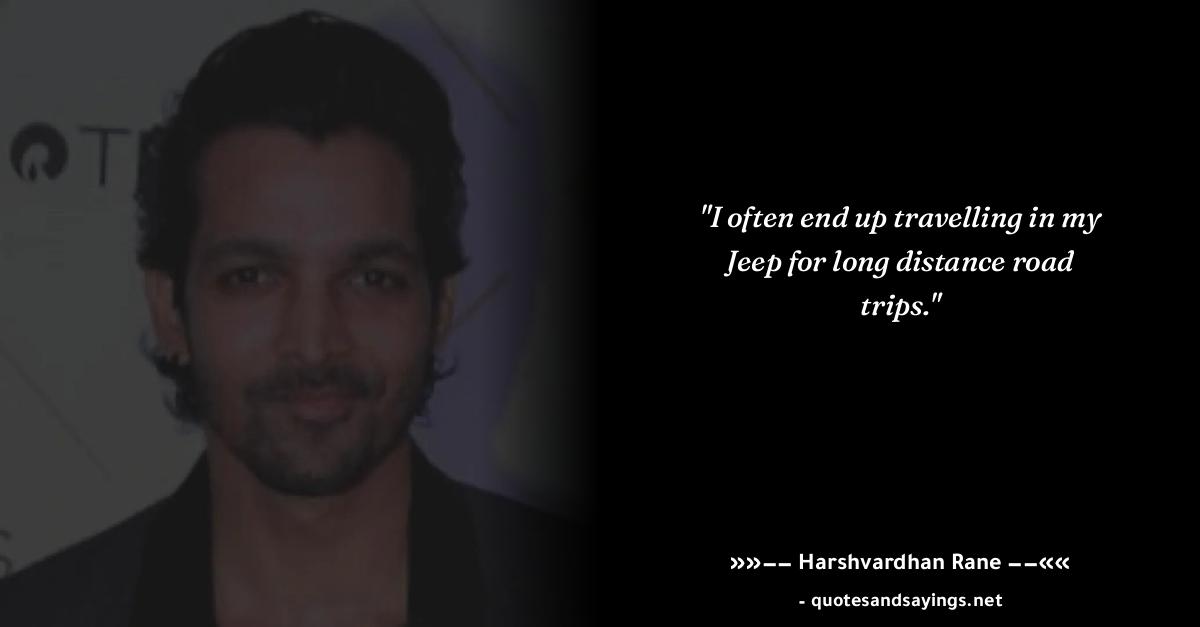 T
"I often end up travelling in my
Jeep for long distance road
trips."
»»–– Harshvardhan Rane ––««
- quotesandsayings.net
S